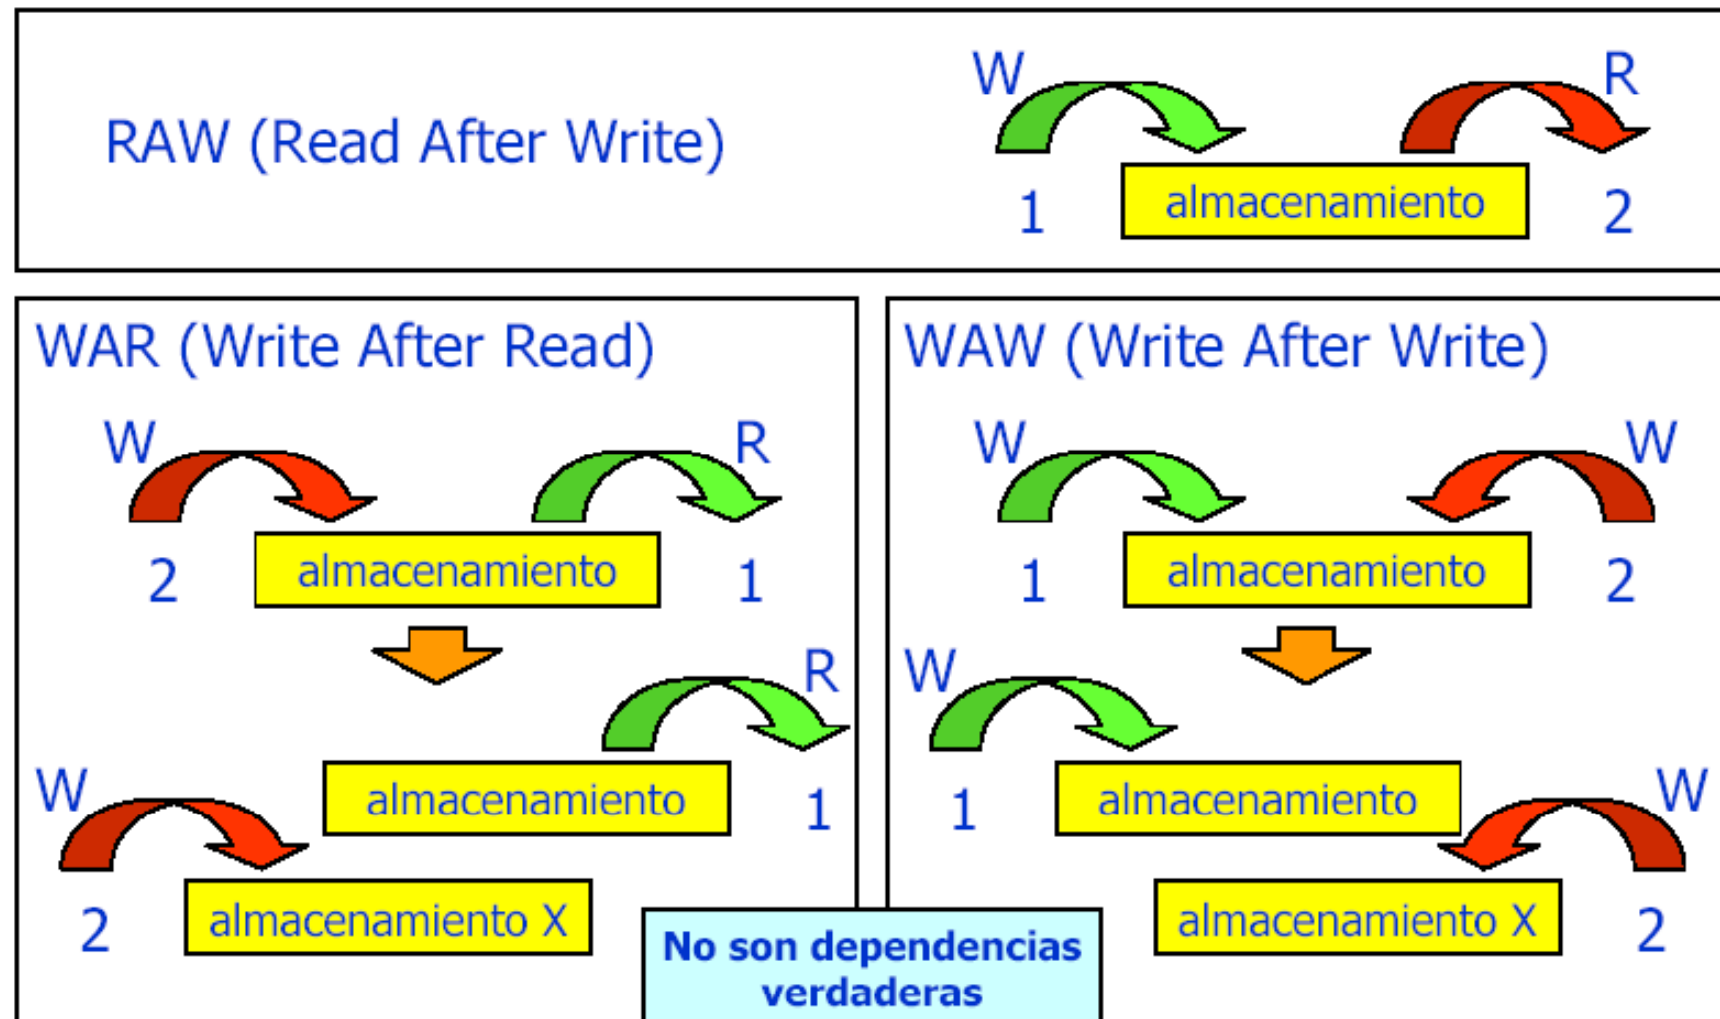 RAW (Read After Write)
W
R
1
almacenamiento
2
WAR (Write After Read)
W
R
2
almacenamiento
1
R
almacenamiento
1
W
2
almacenamiento X
WAW (Write After Write)
W
W
1
almacenamiento
2
W
1
almacenamiento
W
almacenamiento X
2
No son dependencias
verdaderas